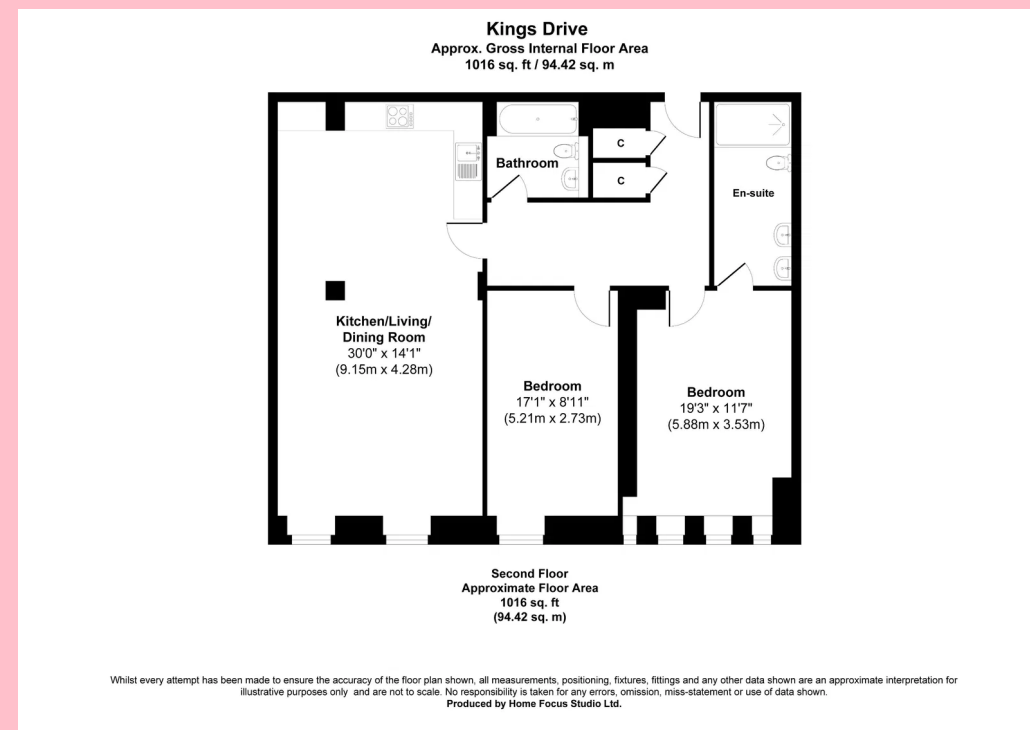 Kings Drive
Approx. Gross Internal Floor Area
1016 sq. ft / 94.42 sq. m
C
Bathroom
C
En-suite
Kitchen/Living/
Dining Room
30'0" x 14'1"
(9.15m x 4.28m)
Bedroom
17'1" x 8'11"
(5.21m x 2.73m)
Bedroom
19'3" x 11'7"
(5.88m x 3.53m)
Second Floor
Approximate Floor Area
1016 sq. ft
(94.42 sq. m)
Whilst every attempt has been made to ensure the accuracy of the floor plan shown, all measurements, positioning, fixtures, fittings and any other data shown are an approximate interpretation for
illustrative purposes only and are not to scale. No responsibility is taken for any errors, omission, miss-statement or use of data shown.
Produced by Home Focus Studio Ltd.